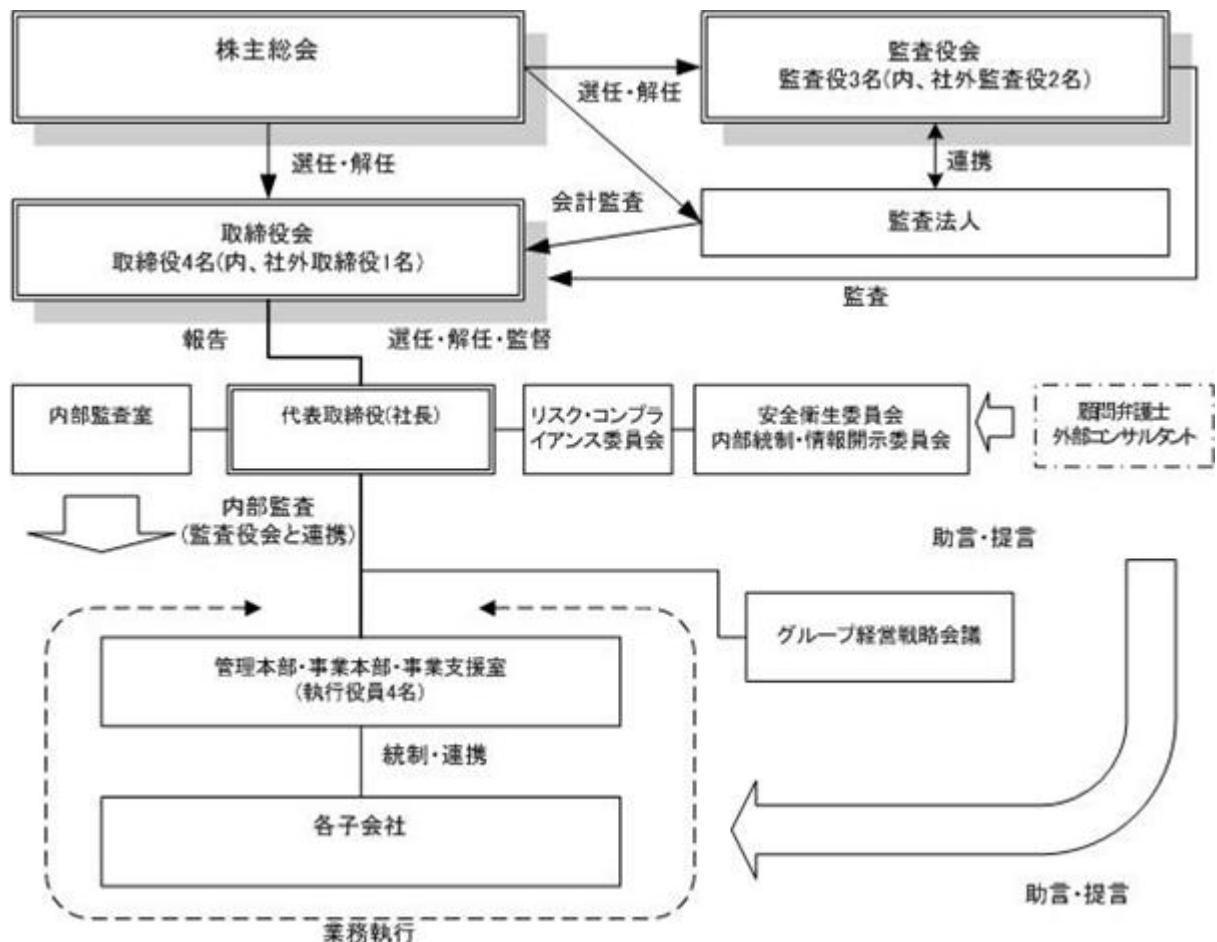 株主総会
監査役会
監査役3名(内、社外監査役2名)
選任・解任
選任・解任
連携
会計監査
監査法人
取締役会
取締役4名(内、社外取締役1名)
監査
報告
選任・解任・監督
内部監査室
代表取締役(社長)
リスク・コンプラ
イアンス委員会
安全衛生委員会
内部統制・情報開示委員会
顧問弁護士
外部コンサルタント
内部監査
(監査役会と連携)
助言・提言
グループ経営戦略会議
管理本部・事業本部・事業支援室
(執行役員4名)
統制・連携
各子会社
助言・提言
業務執行